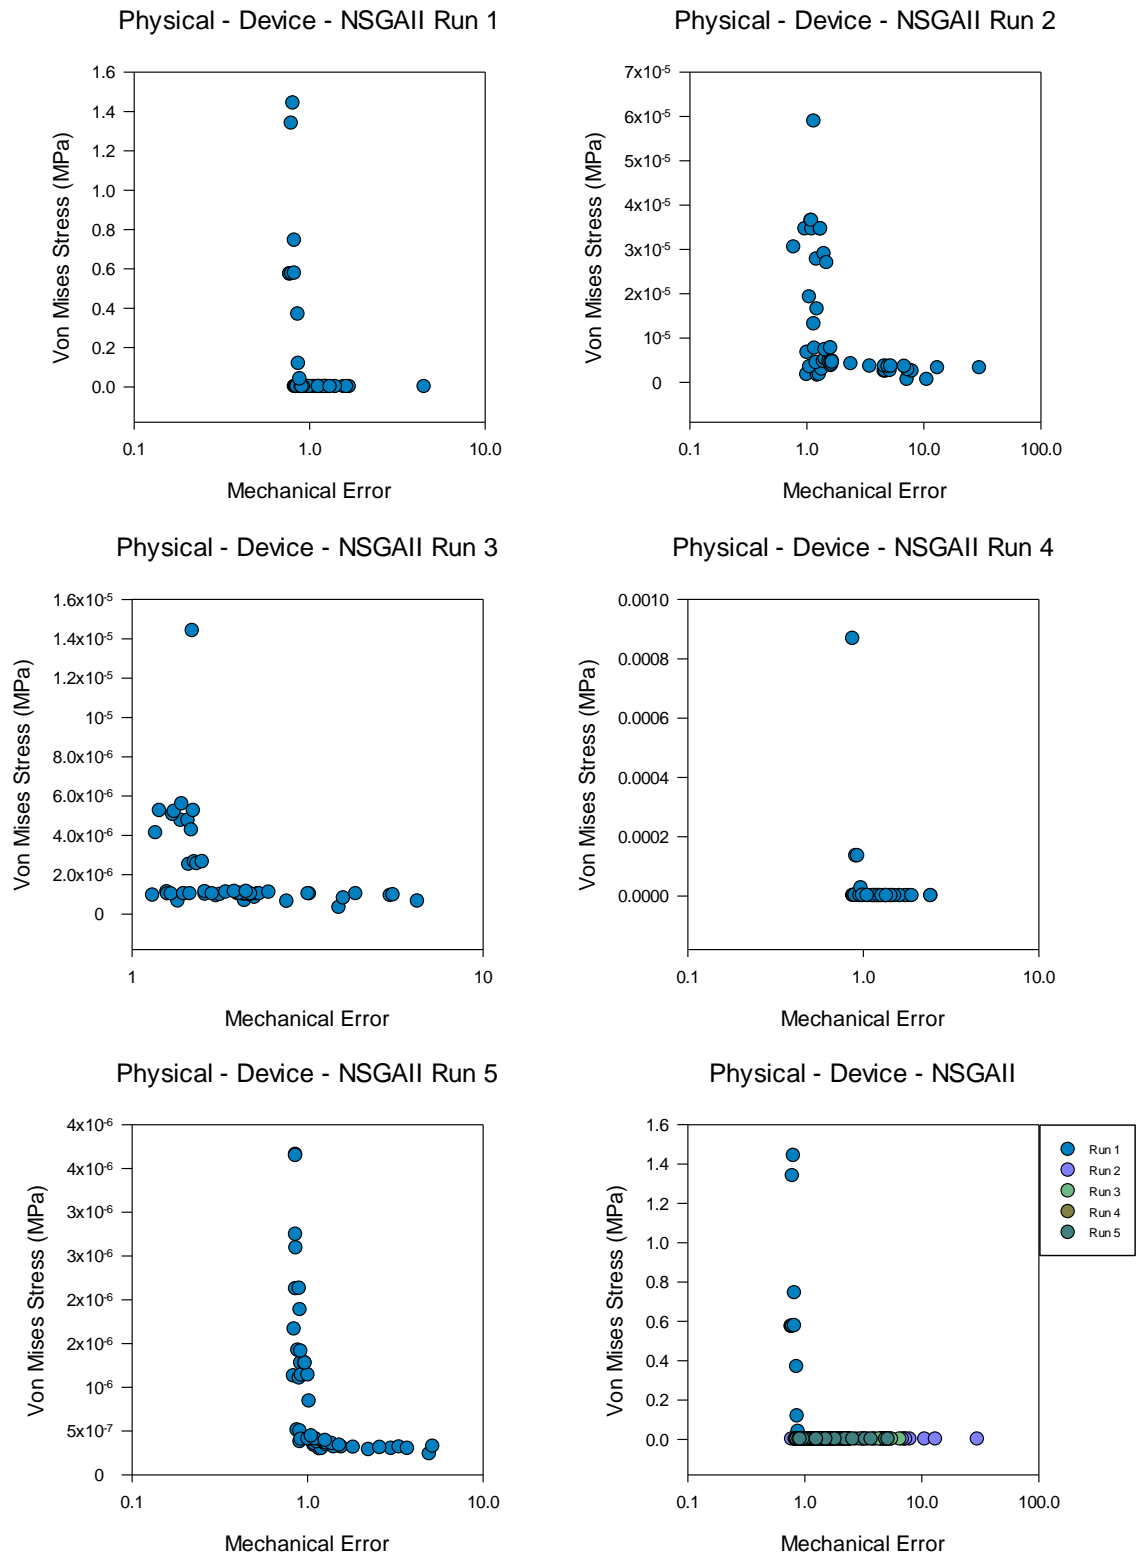 Physical - Device - NSGAII Run 1
Von Mises Stress (MPa)
1.6
1.4
1.2
1.0
0.8
0.6
0.4
0.2
0.0
0.1
1.0
10.0
Mechanical Error
Physical - Device - NSGAII Run 2
Von Mises Stress (MPa)
7x10⁻⁵
6x10⁻⁵
5x10⁻⁵
4x10⁻⁵
3x10⁻⁵
2x10⁻⁵
10⁻⁵
0
0.1
1.0
10.0
100.0
Mechanical Error
Physical - Device - NSGAII Run 3
Von Mises Stress (MPa)
1.6x10⁻⁵
1.4x10⁻⁵
1.2x10⁻⁵
10⁻⁵
8.0x10⁻⁶
6.0x10⁻⁶
4.0x10⁻⁶
2.0x10⁻⁶
0
1
10
Mechanical Error
Physical - Device - NSGAII Run 4
Von Mises Stress (MPa)
0.0010
0.0008
0.0006
0.0004
0.0002
0.0000
0.1
1.0
10.0
Mechanical Error
Physical - Device - NSGAII Run 5
Von Mises Stress (MPa)
4x10⁻⁶
4x10⁻⁶
3x10⁻⁶
3x10⁻⁶
2x10⁻⁶
2x10⁻⁶
10⁻⁶
5x10⁻⁷
0
0.1
1.0
10.0
Mechanical Error
Physical - Device - NSGAII
Von Mises Stress (MPa)
1.6
1.4
1.2
1.0
0.8
0.6
0.4
0.2
0.0
0.1
1.0
10.0
100.0
Mechanical Error
Run 1
Run 2
Run 3
Run 4
Run 5